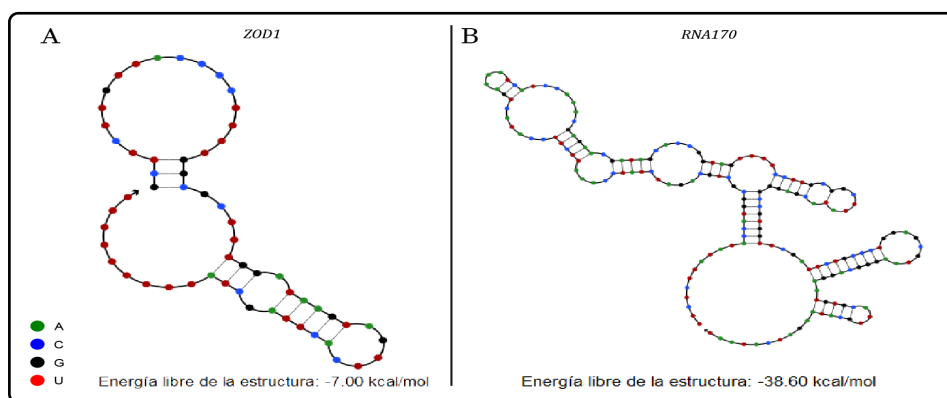 A
ZOD1
B
RNA170
A
C
G
U
Energía libre de la estructura: -7.00 kcal/mol
Energía libre de la estructura: -38.60 kcal/mol